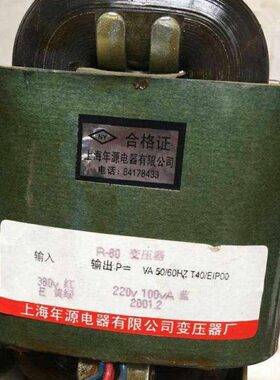 NY
合格证
上海年源电器有限公司
电话:64178433
R-80 变压器
输入 输出P= VA 50/60HZ T40/EIP00
380v 红 220v 100VA 蓝
E 黄绿 2001.2
上海年源电器有限公司变压器厂